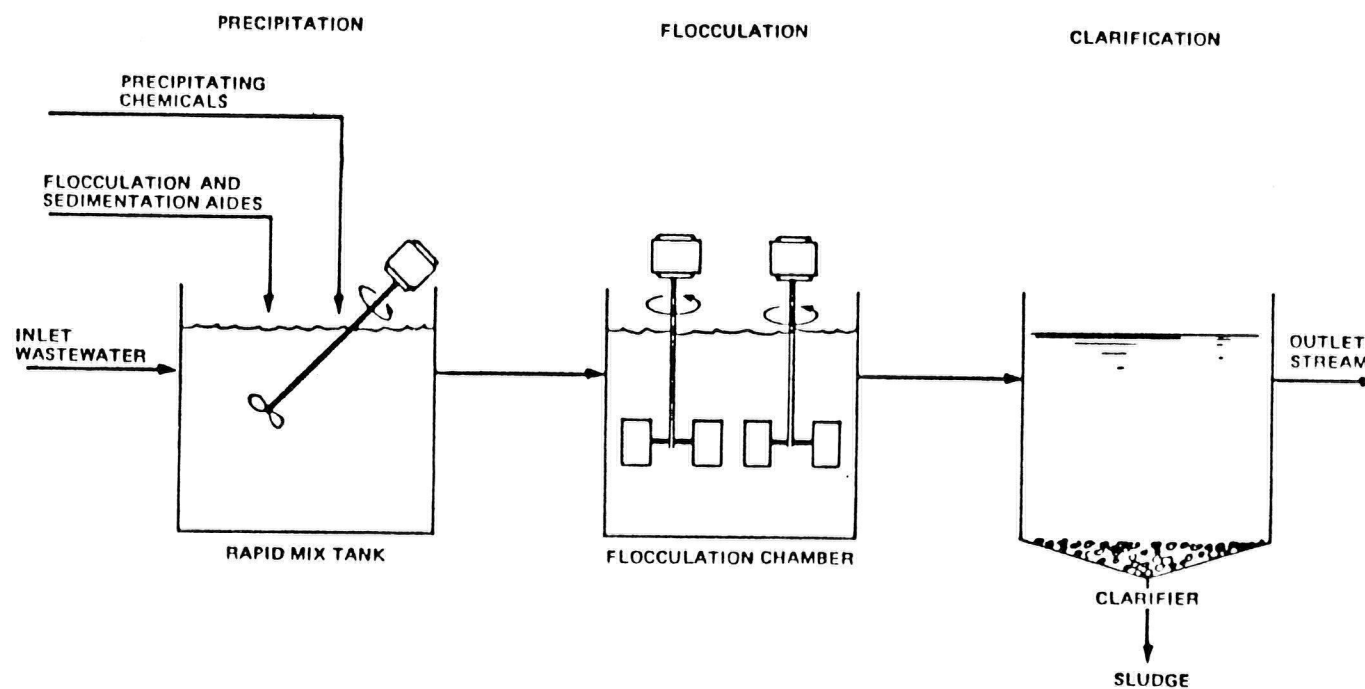 PRECIPITATION
FLOCCULATION
CLARIFICATION
PRECIPITATING
CHEMICALS
FLOCCULATION AND
SEDIMENTATION AIDES
INLET
WASTEWATER
OUTLET
STREAM
RAPID MIX TANK
FLOCCULATION CHAMBER
CLARIFIER
SLUDGE